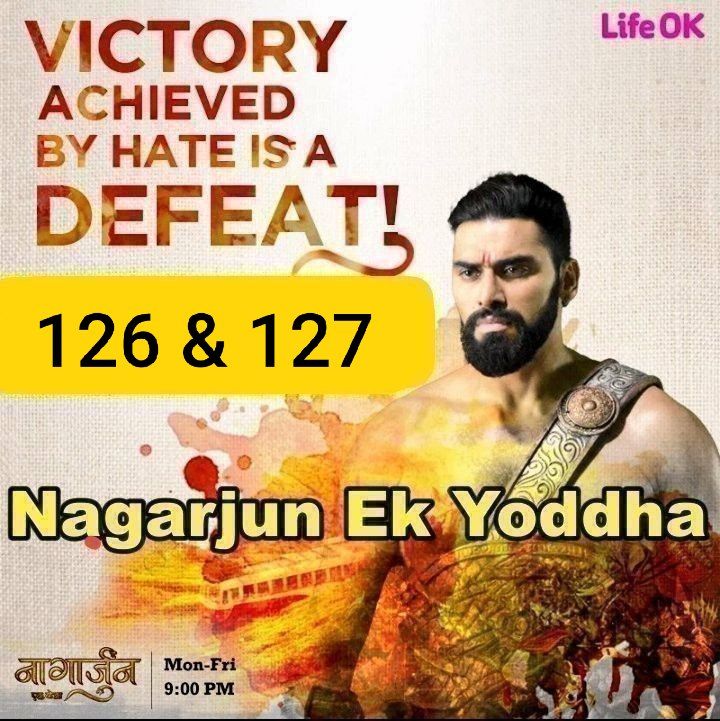 Life OK
VICTORY
ACHIEVED
BY HATE IS A
DEFEAT!
126 & 127
Nagarjun Ek Yoddha
नागार्जुन
एक योद्धा
Mon-Fri
9:00 PM